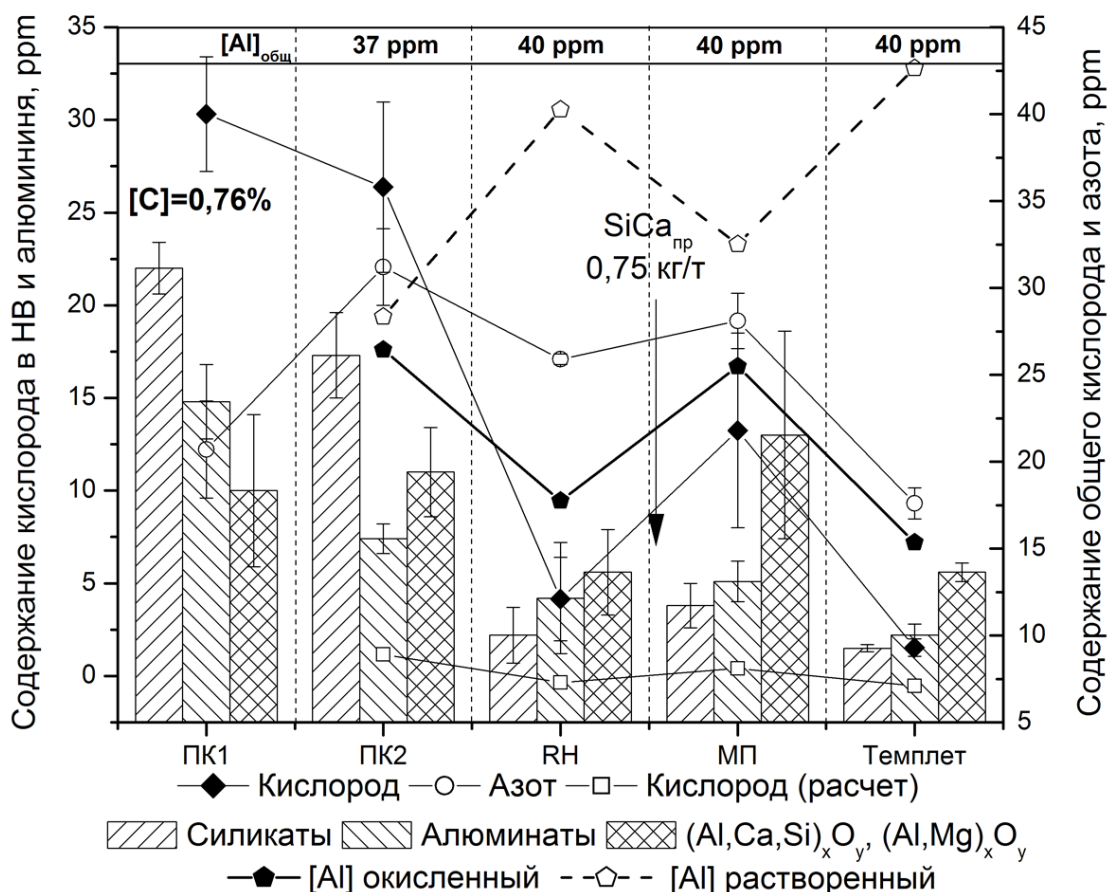 [Al]общ 37 ppm 40 ppm 40 ppm 40 ppm
Содержание кислорода в НВ и алюмининя, ppm
35
30
25
20
15
10
5
0
[C]=0,76%
SiCaпр
0,75 кг/т
45
40
35
30
25
20
15
10
5
Содержание общего кислорода и азота, ppm
ПК1 ПК2 RH МП Темплет
Кислород Азот Кислород (расчет)
Силикаты Алюминаты (Al,Ca,Si)xOy, (Al,Mg)xOy
[Al] окисленный [Al] растворенный